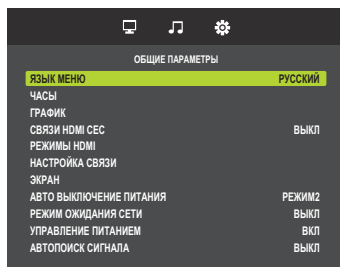 ОБЩИЕ ПАРАМЕТРЫ
ЯЗЫК МЕНЮ РУССКИЙ
ЧАСЫ
ГРАФИК
СВЯЗИ HDMI CEC ВЫКЛ
РЕЖИМЫ HDMI
НАСТРОЙКА СВЯЗИ
ЭКРАН
АВТО ВЫКЛЮЧЕНИЕ ПИТАНИЯ РЕЖИМ2
РЕЖИМ ОЖИДАНИЯ СЕТИ ВЫКЛ
УПРАВЛЕНИЕ ПИТАНИЕМ ВКЛ
АВТОПОИСК СИГНАЛА ВЫКЛ